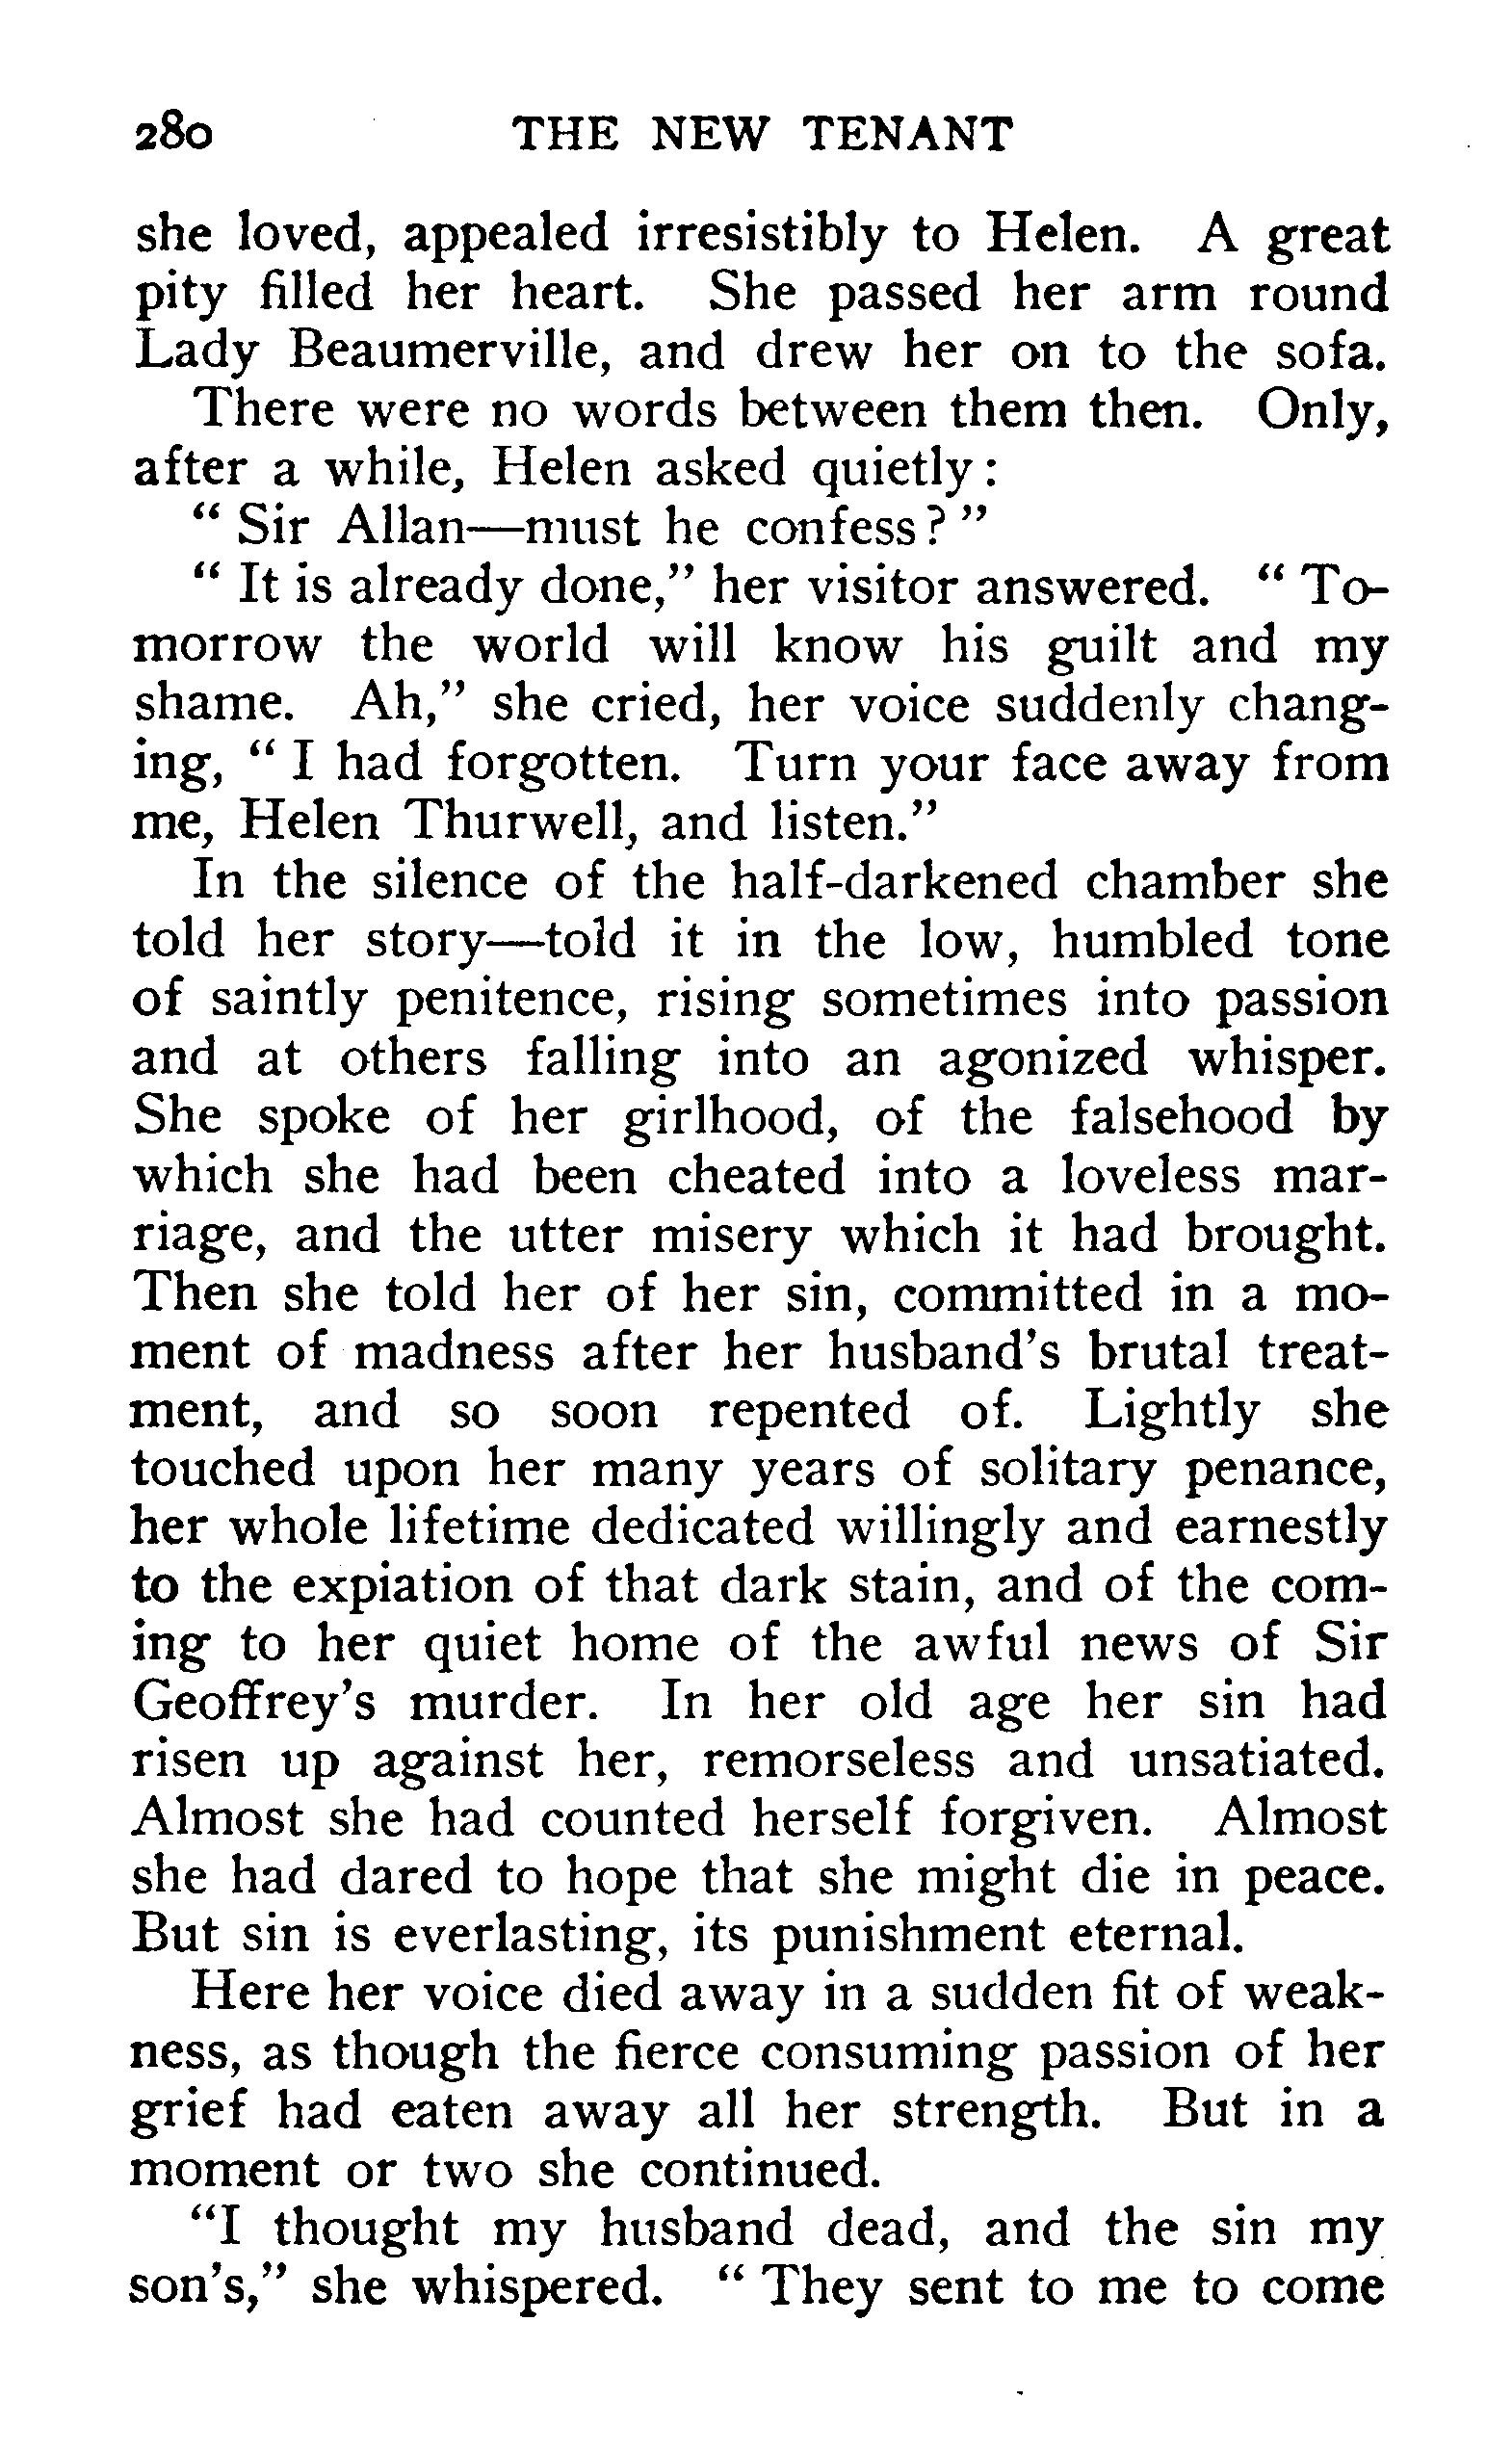 280 THE NEW TENANT
she loved, appealed irresistibly to Helen. A great
pity filled her heart. She passed her arm round
Lady Beaumerville, and drew her on to the sofa.
There were no words between them then. Only,
after a while, Helen asked quietly:
" Sir Allan—must he confess?"
" It is already done," her visitor answered. " To-
morrow the world will know his guilt and my
shame. Ah," she cried, her voice suddenly chang-
ing, " I had forgotten. Turn your face away from
me, Helen Thurwell, and listen."
In the silence of the half-darkened chamber she
told her story—told it in the low, humbled tone
of saintly penitence, rising sometimes into passion
and at others falling into an agonized whisper.
She spoke of her girlhood, of the falsehood by
which she had been cheated into a loveless mar-
riage, and the utter misery which it had brought.
Then she told her of her sin, committed in a mo-
ment of madness after her husband's brutal treat-
ment, and so soon repented of. Lightly she
touched upon her many years of solitary penance,
her whole lifetime dedicated willingly and earnestly
to the expiation of that dark stain, and of the com-
ing to her quiet home of the awful news of Sir
Geoffrey's murder. In her old age her sin had
risen up against her, remorseless and unsatiated.
Almost she had counted herself forgiven. Almost
she had dared to hope that she might die in peace.
But sin is everlasting, its punishment eternal.
Here her voice died away in a sudden fit of weak-
ness, as though the fierce consuming passion of her
grief had eaten away all her strength. But in a
moment or two she continued.
"I thought my husband dead, and the sin my
son's," she whispered. " They sent to me to come